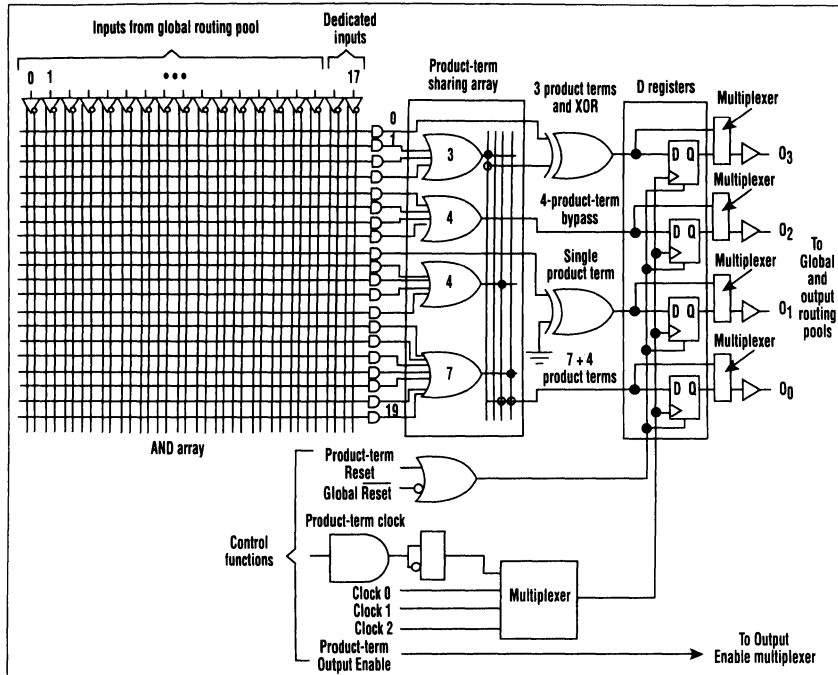 Inputs from global routing pool
Dedicated
inputs
0 1 ••• 17
Product-term
sharing array
3 product terms
and XOR
D registers
Multiplexer
0
1
3
D Q
O3
Multiplexer
4
4-product-term
bypass
D Q
O2
To
Global
and
output
routing
pools
Single
product term
Multiplexer
4
D Q
O1
Multiplexer
7
7 + 4
product terms
D Q
O0
19
AND array
Product-term
Reset
Global Reset
Product-term clock
Control
functions
Clock 0
Clock 1
Clock 2
Multiplexer
Product-term
Output Enable
To Output
Enable multiplexer